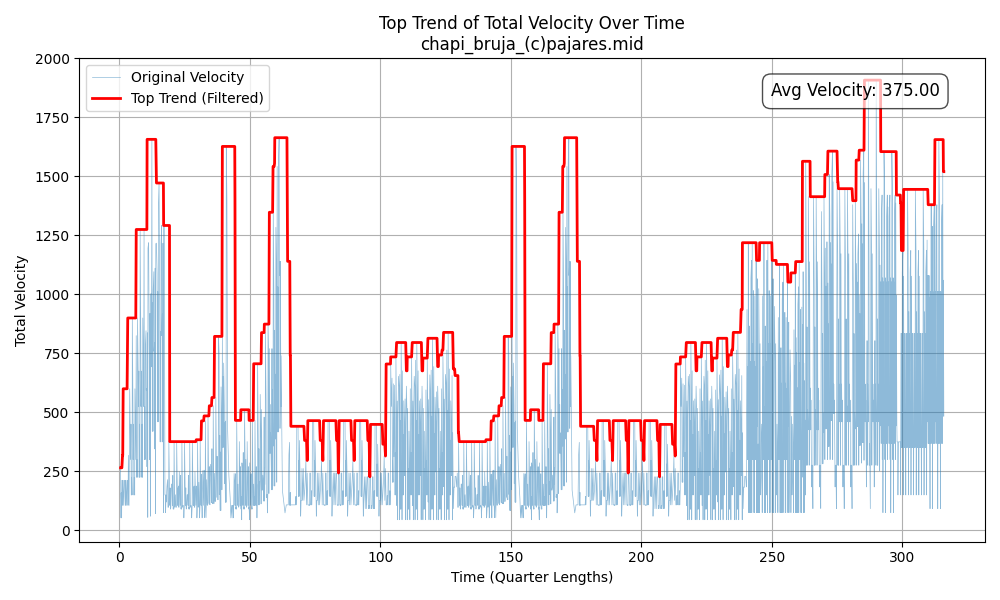 Top Trend of Total Velocity Over Time
chapi_bruja_(c)pajares.mid
Original Velocity
Top Trend (Filtered)
Avg Velocity: 375.00
Total Velocity
2000
1750
1500
1250
1000
750
500
250
0
0 50 100 150 200 250 300
Time (Quarter Lengths)